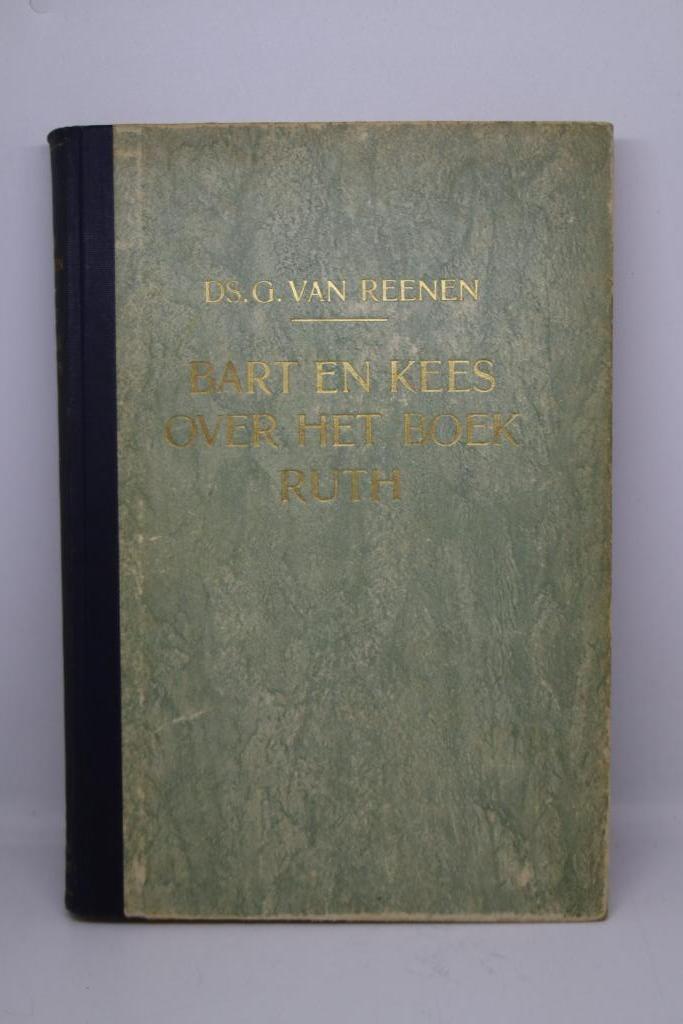 DS. G. VAN REENEN
BART EN KEES
OVER HET BOEK
RUTH